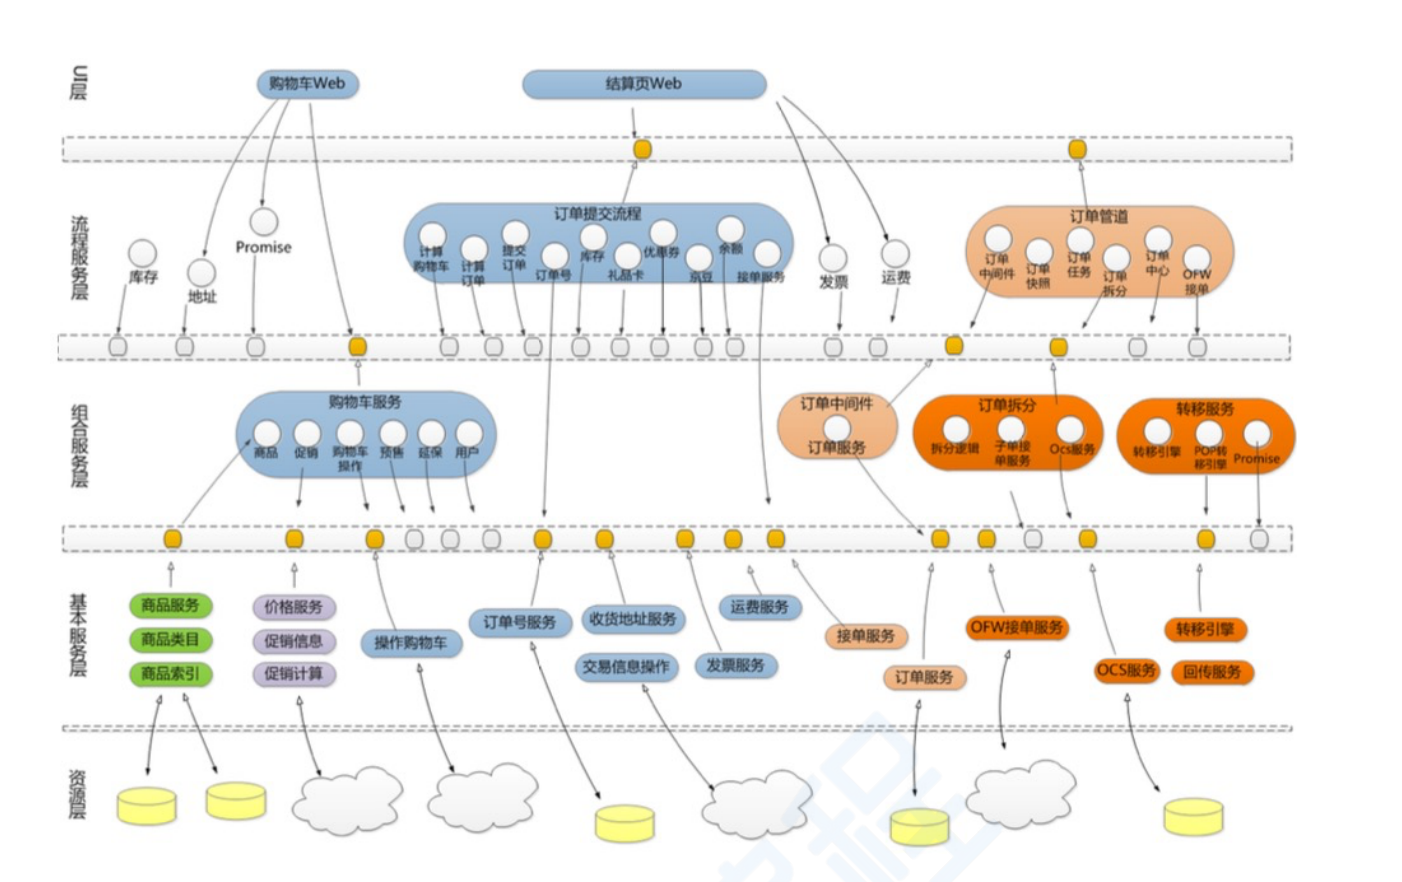 UI层
购物车Web
结算页Web
流程服务层
库存
地址
Promise
订单提交流程
计算
购物车
计算
订单
提交
订单
订单号
库存
礼品卡
优惠券
京豆
余额
接单服务
发票
运费
订单管道
订单
中间件
订单
快照
订单
任务
订单
拆分
订单
中心
OFW
接单
组合服务层
购物车服务
商品
促销
购物车
操作
预售
延保
用户
订单中间件
订单服务
订单拆分
拆分逻辑
子单接
单服务
Ocs服务
转移服务
转移引擎
POP转
移引擎
Promise
基本服务层
商品服务
商品类目
商品索引
价格服务
促销信息
促销计算
操作购物车
订单号服务
收货地址服务
交易信息操作
发票服务
运费服务
接单服务
订单服务
OFW接单服务
OCS服务
转移引擎
回传服务
资源层